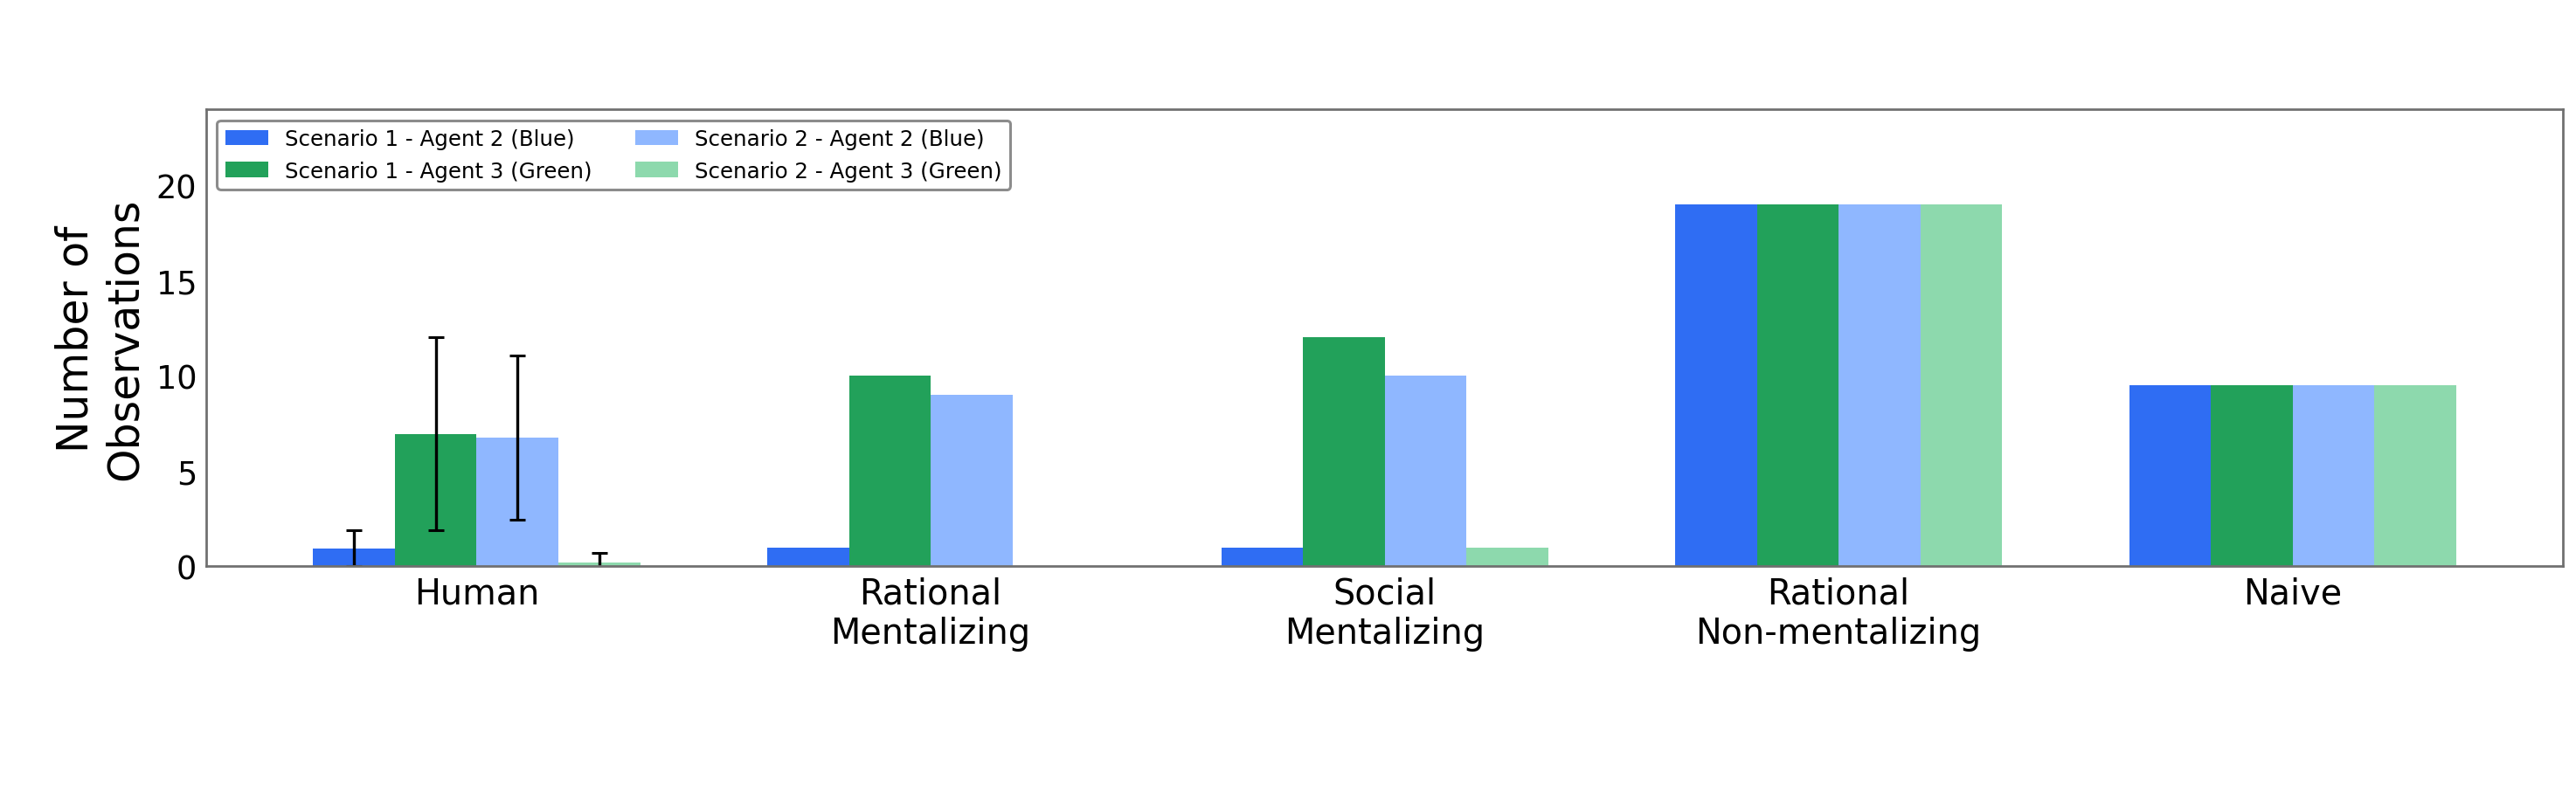 Number of
Observations
20
15
10
5
0
Scenario 1 - Agent 2 (Blue)
Scenario 1 - Agent 3 (Green)
Scenario 2 - Agent 2 (Blue)
Scenario 2 - Agent 3 (Green)
Human
Rational
Mentalizing
Social
Mentalizing
Rational
Non-mentalizing
Naive